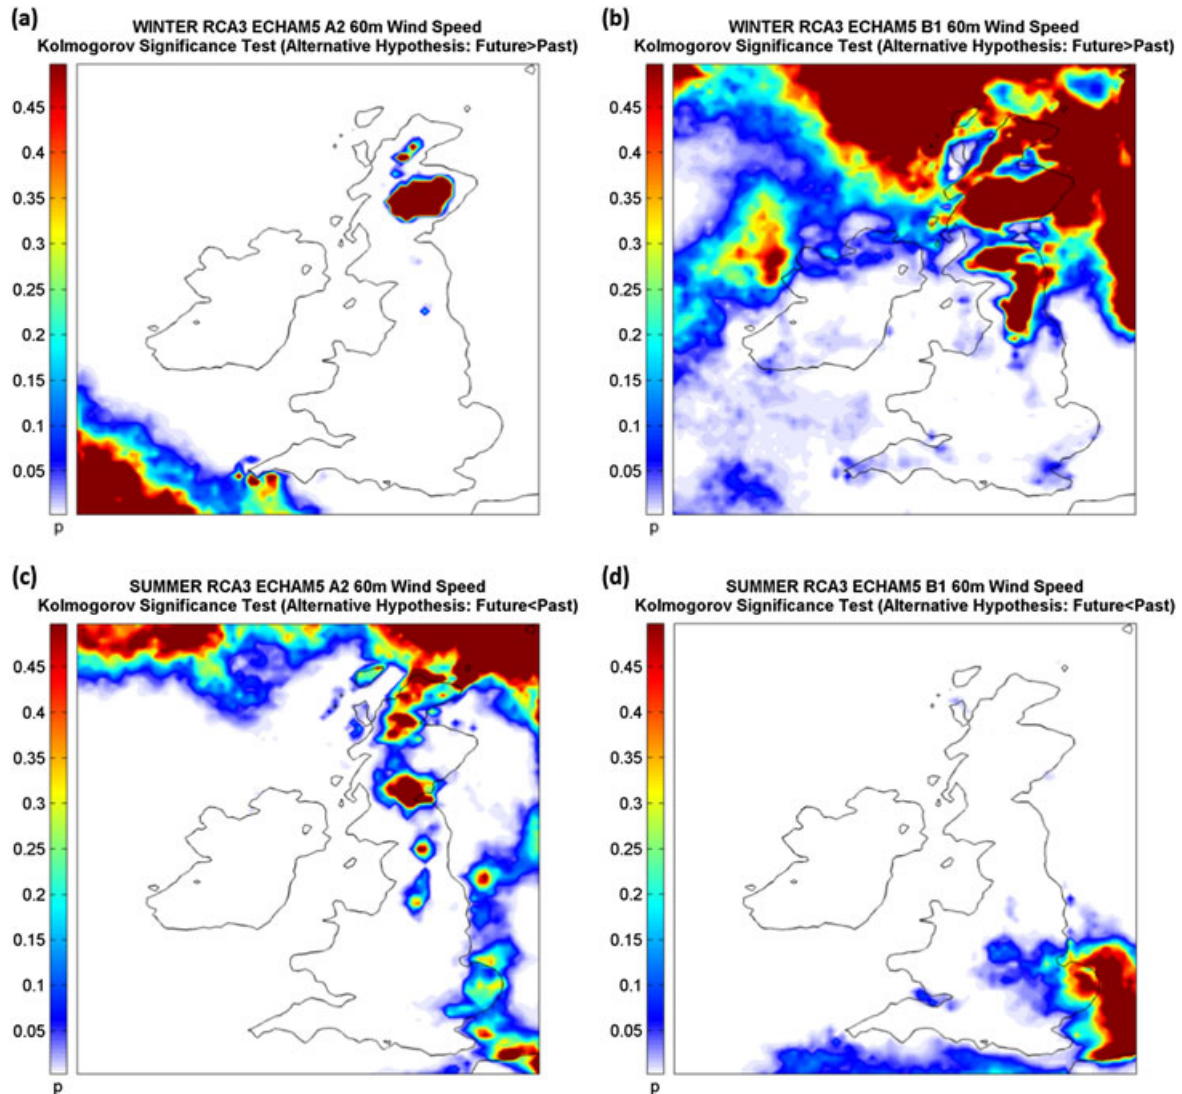 (a)
WINTER RCA3 ECHAM5 A2 60m Wind Speed
Kolmogorov Significance Test (Alternative Hypothesis: Future>Past)
0.45
0.4
0.35
0.3
0.25
0.2
0.15
0.1
0.05
p
(b)
WINTER RCA3 ECHAM5 B1 60m Wind Speed
Kolmogorov Significance Test (Alternative Hypothesis: Future>Past)
0.45
0.4
0.35
0.3
0.25
0.2
0.15
0.1
0.05
p
(c)
SUMMER RCA3 ECHAM5 A2 60m Wind Speed
Kolmogorov Significance Test (Alternative Hypothesis: Future<Past)
0.45
0.4
0.35
0.3
0.25
0.2
0.15
0.1
0.05
p
(d)
SUMMER RCA3 ECHAM5 B1 60m Wind Speed
Kolmogorov Significance Test (Alternative Hypothesis: Future<Past)
0.45
0.4
0.35
0.3
0.25
0.2
0.15
0.1
0.05
p